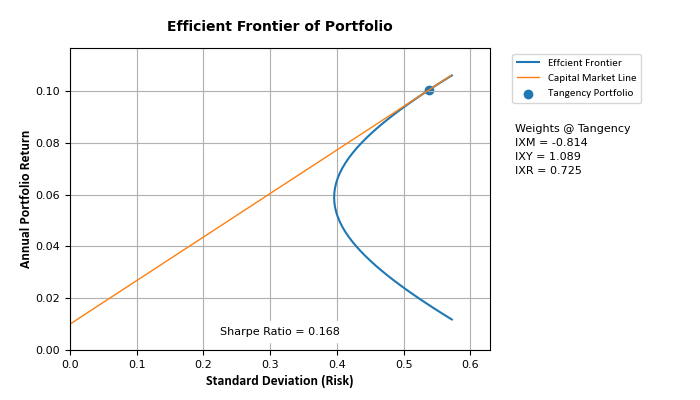 Efficient Frontier of Portfolio
Effcient Frontier
Capital Market Line
Tangency Portfolio
Weights @ Tangency
IXM = -0.814
IXY = 1.089
IXR = 0.725
Annual Portfolio Return
0.10
0.08
0.06
0.04
0.02
0.00
Sharpe Ratio = 0.168
0.0 0.1 0.2 0.3 0.4 0.5 0.6
Standard Deviation (Risk)